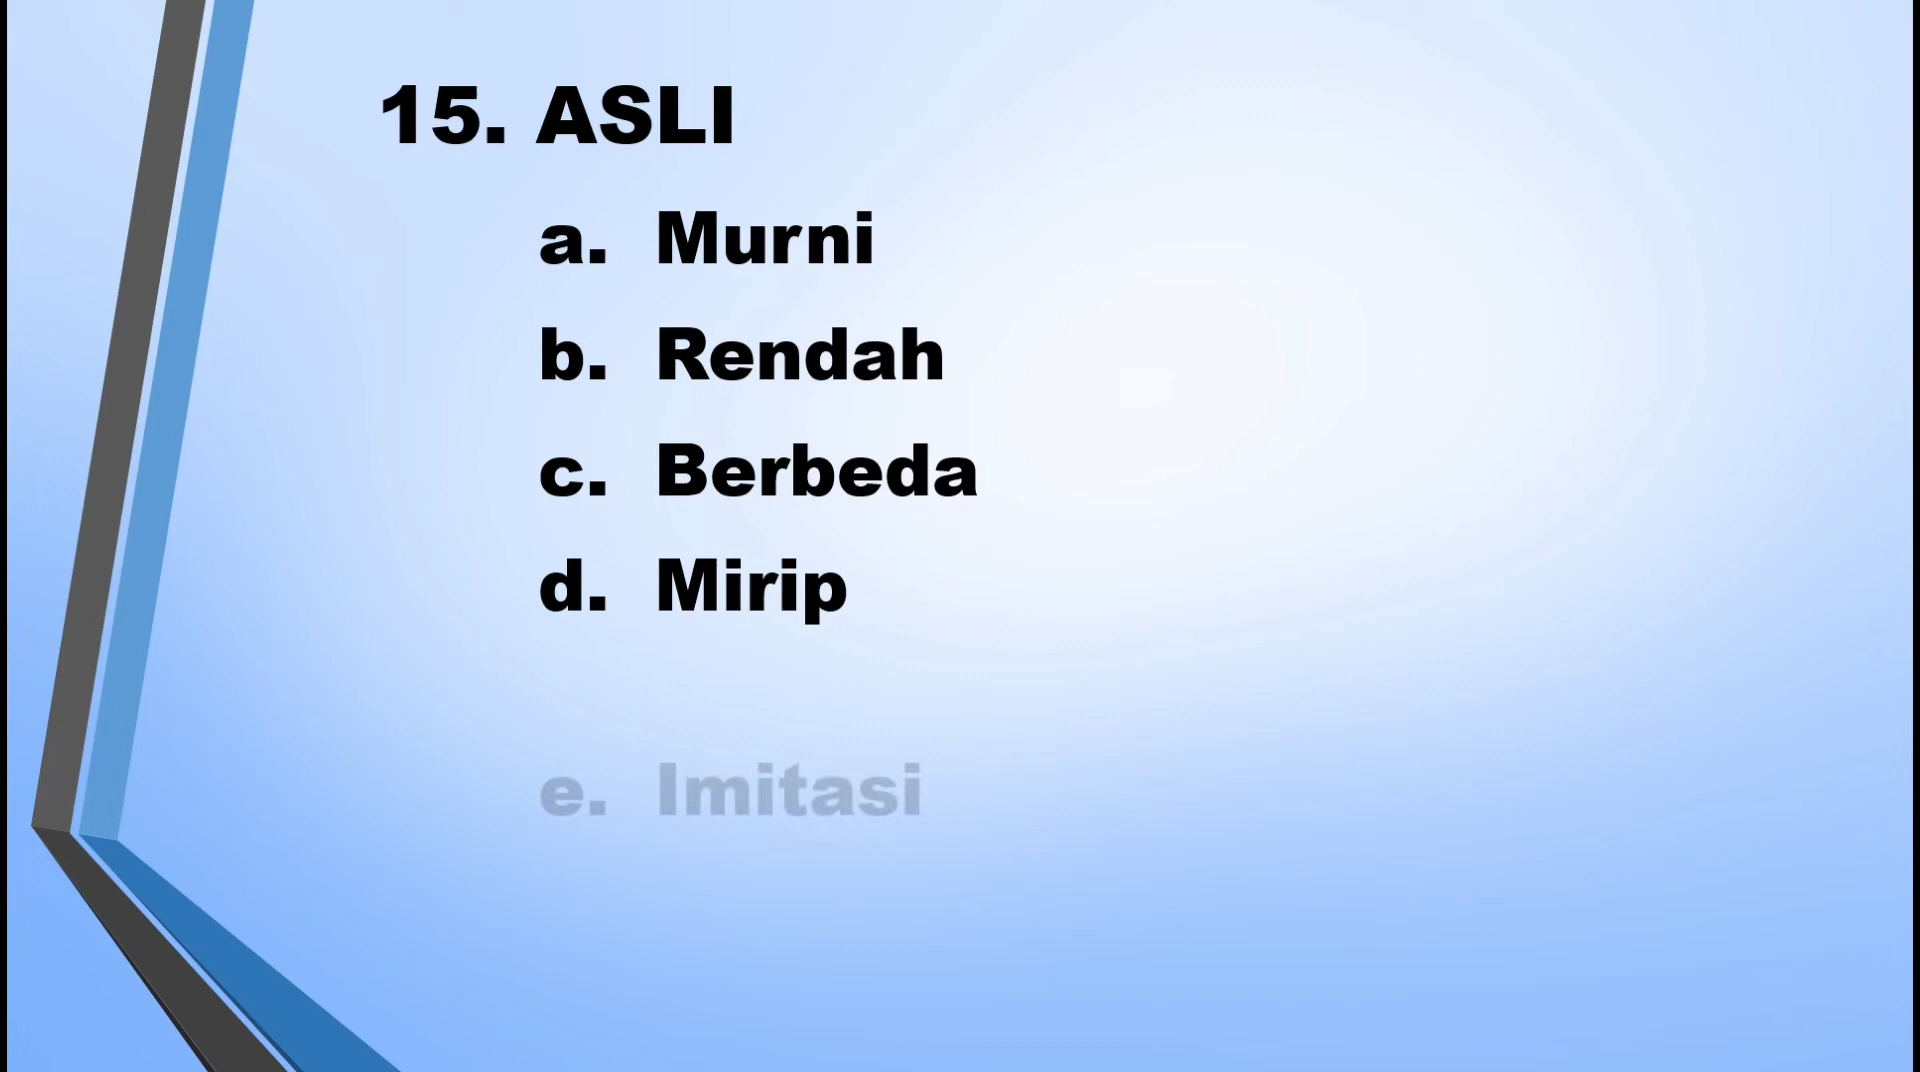 15. ASLI
a. Murni
b. Rendah
c. Berbeda
d. Mirip
e. Imitasi